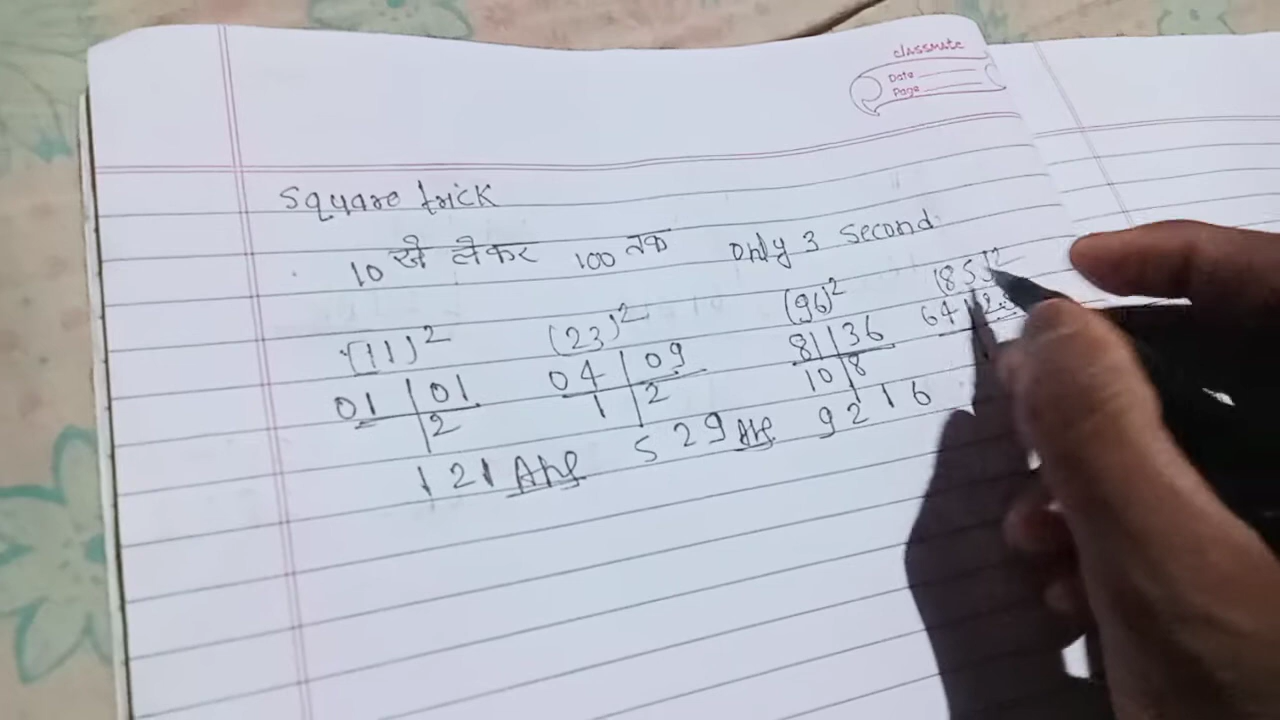 classmate
Date
Page
square trick
10 से लेकर 100 तक only 3 second
(11)² (23)² (96)² (85)²
01 | 01 04 | 09 81 | 36 64 | 25
2 1 | 2 10 | 8
121 Ans 529 Ans 9216